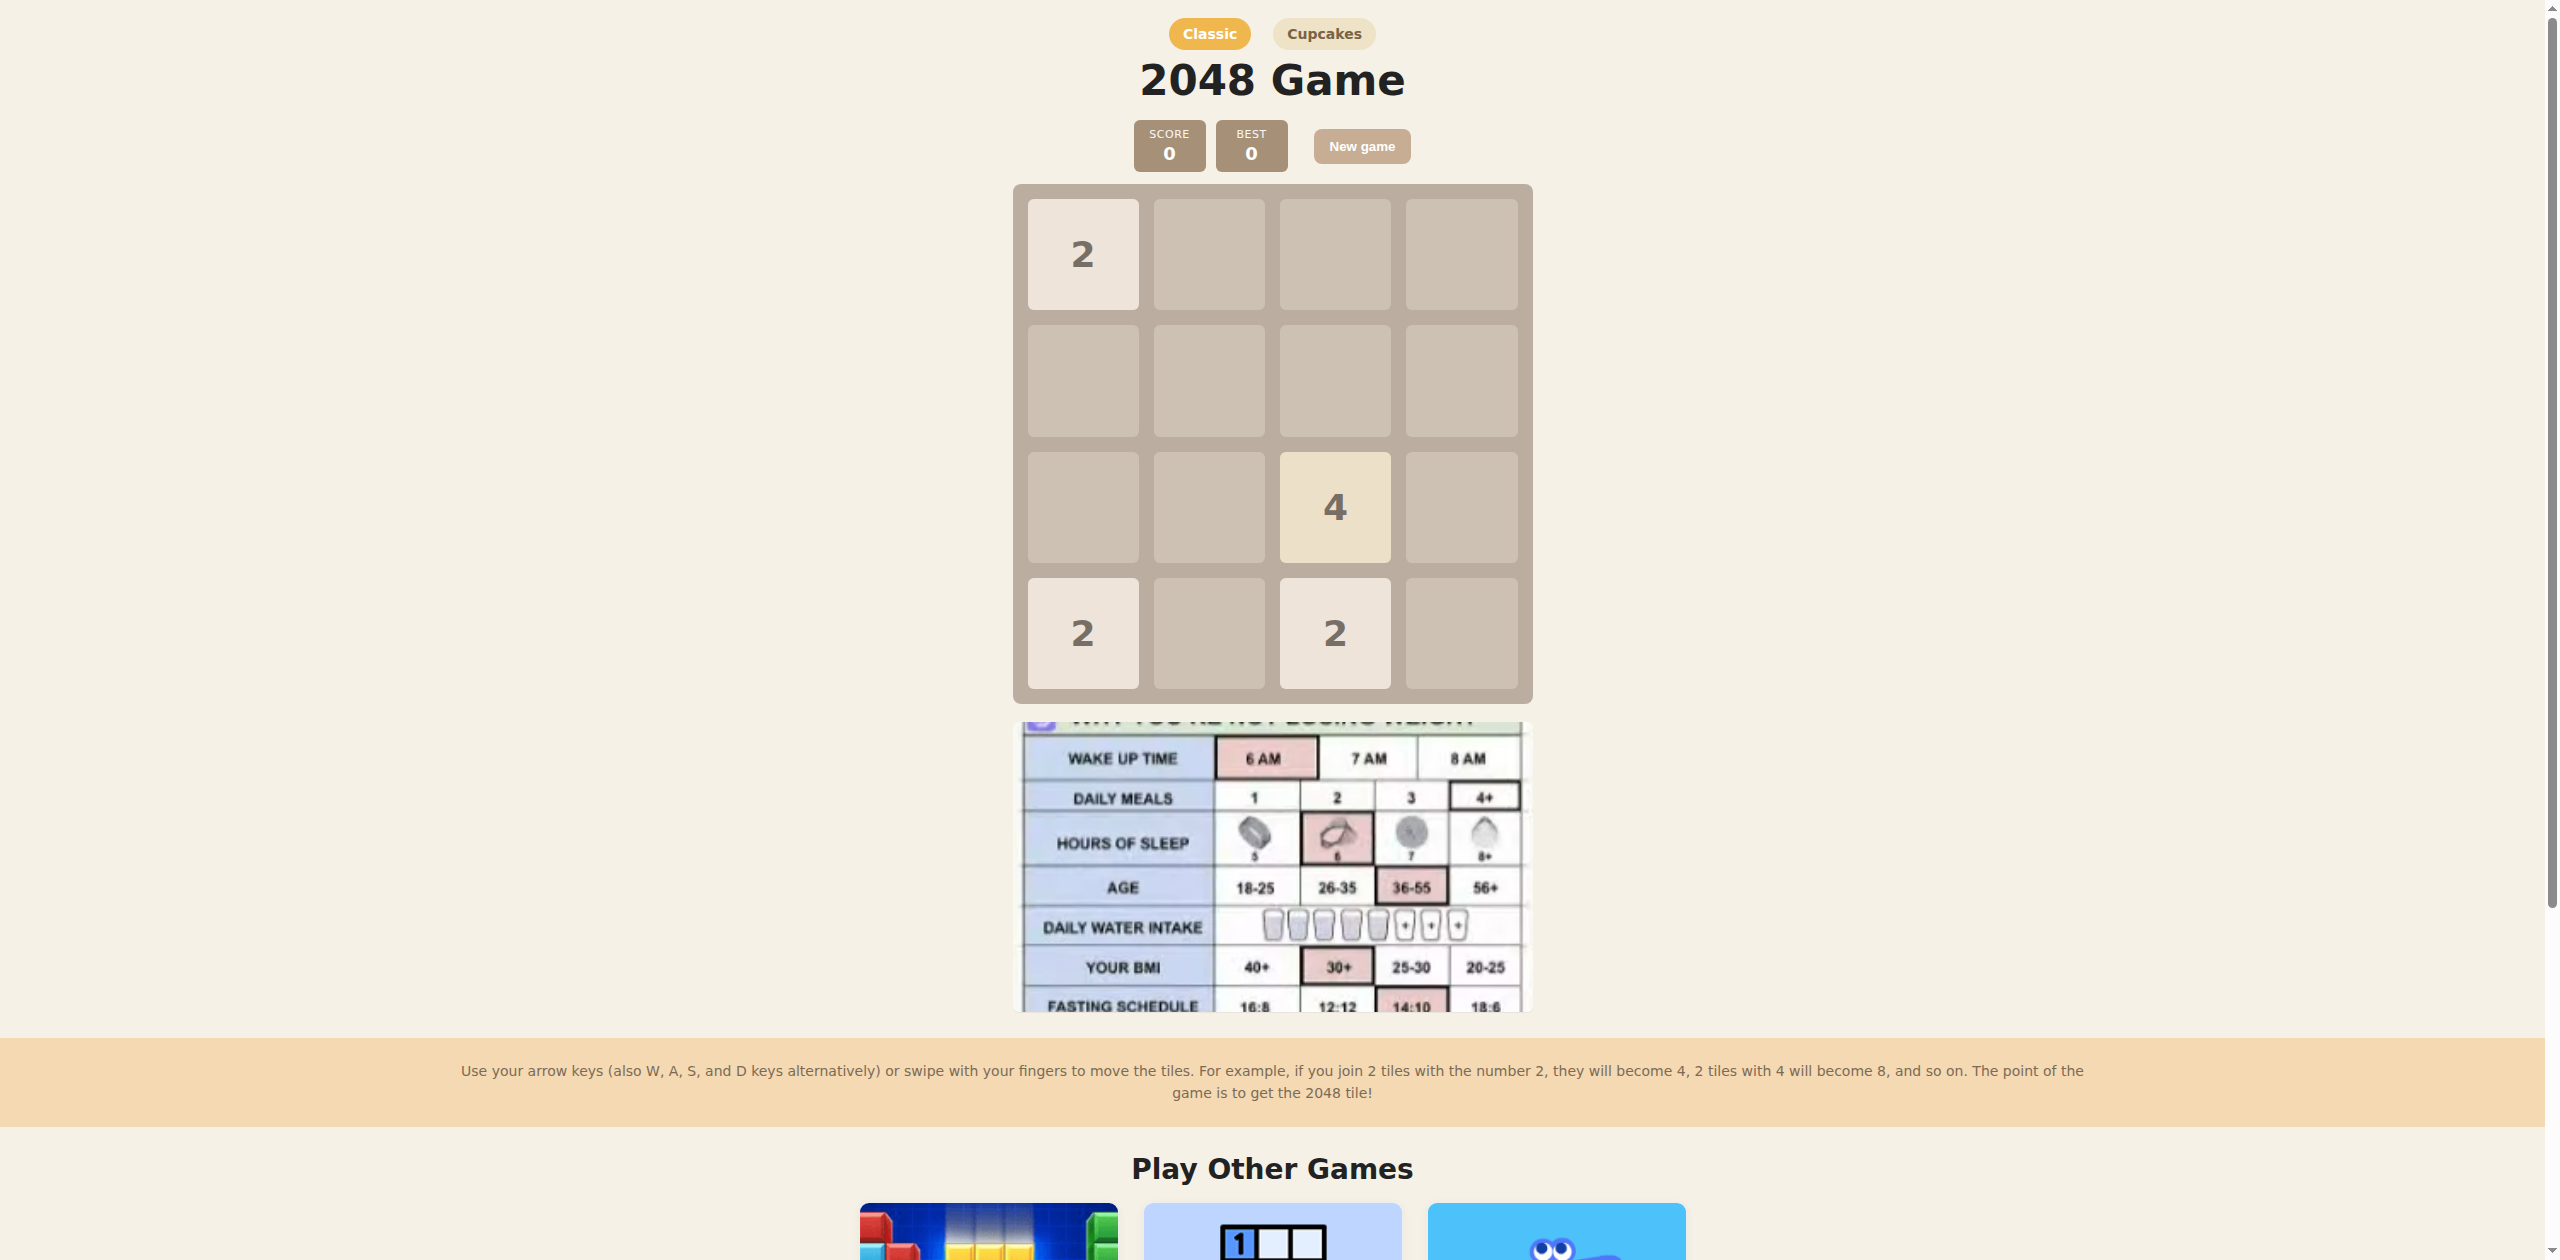 Classic Cupcakes
2048 Game
SCORE
0
BEST
0
New game
2
4
2 2
WAKE UP TIME 6 AM 7 AM 8 AM
DAILY MEALS 1 2 3 4+
HOURS OF SLEEP 5 6 7 8+
AGE 18-25 26-35 36-55 56+
DAILY WATER INTAKE + + +
YOUR BMI 40+ 30+ 25-30 20-25
FASTING SCHEDULE 16:8 12:12 14:10 18:6
Use your arrow keys (also W, A, S, and D keys alternatively) or swipe with your fingers to move the tiles. For example, if you join 2 tiles with the number 2, they will become 4, 2 tiles with 4 will become 8, and so on. The point of the
game is to get the 2048 tile!
Play Other Games
1